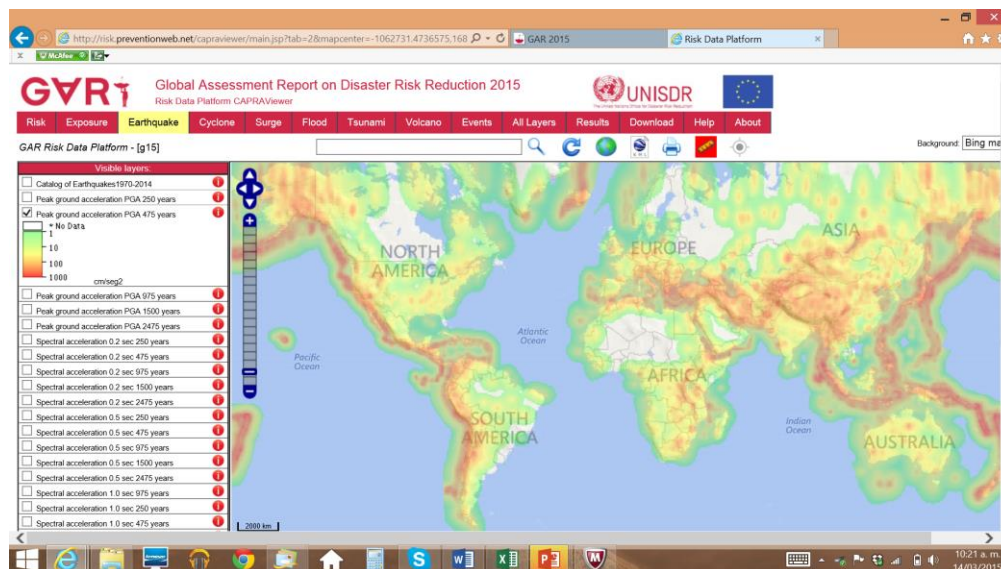 http://risk.preventionweb.net/capraviewer/main.jsp?tab=2&mapcenter=-1062731.4736575,168
GAR 2015
Risk Data Platform
x
McAfee
GAR
Global Assessment Report on Disaster Risk Reduction 2015
Risk Data Platform CAPRAViewer
UNISDR
The United Nations Office for Disaster Risk Reduction
Risk Exposure Earthquake Cyclone Surge Flood Tsunami Volcano Events All Layers Results Download Help About
GAR Risk Data Platform - [g15]
KML
Background: Bing ma
Visible layers:
Catalog of Earthquakes1970-2014
Peak ground acceleration PGA 250 years
Peak ground acceleration PGA 475 years
* No Data
1
10
100
1000
cm/seg2
Peak ground acceleration PGA 975 years
Peak ground acceleration PGA 1500 years
Peak ground acceleration PGA 2475 years
Spectral acceleration 0.2 sec 250 years
Spectral acceleration 0.2 sec 475 years
Spectral acceleration 0.2 sec 975 years
Spectral acceleration 0.2 sec 1500 years
Spectral acceleration 0.2 sec 2475 years
Spectral acceleration 0.5 sec 250 years
Spectral acceleration 0.5 sec 475 years
Spectral acceleration 0.5 sec 975 years
Spectral acceleration 0.5 sec 1500 years
Spectral acceleration 0.5 sec 2475 years
Spectral acceleration 1.0 sec 975 years
Spectral acceleration 1.0 sec 250 years
Spectral acceleration 1.0 sec 475 years
NORTH
AMERICA
EUROPE
ASIA
Atlantic
Ocean
Pacific
Ocean
AFRICA
SOUTH
AMERICA
Indian
Ocean
AUSTRALIA
2000 km
10:21 a. m.
14/03/2015